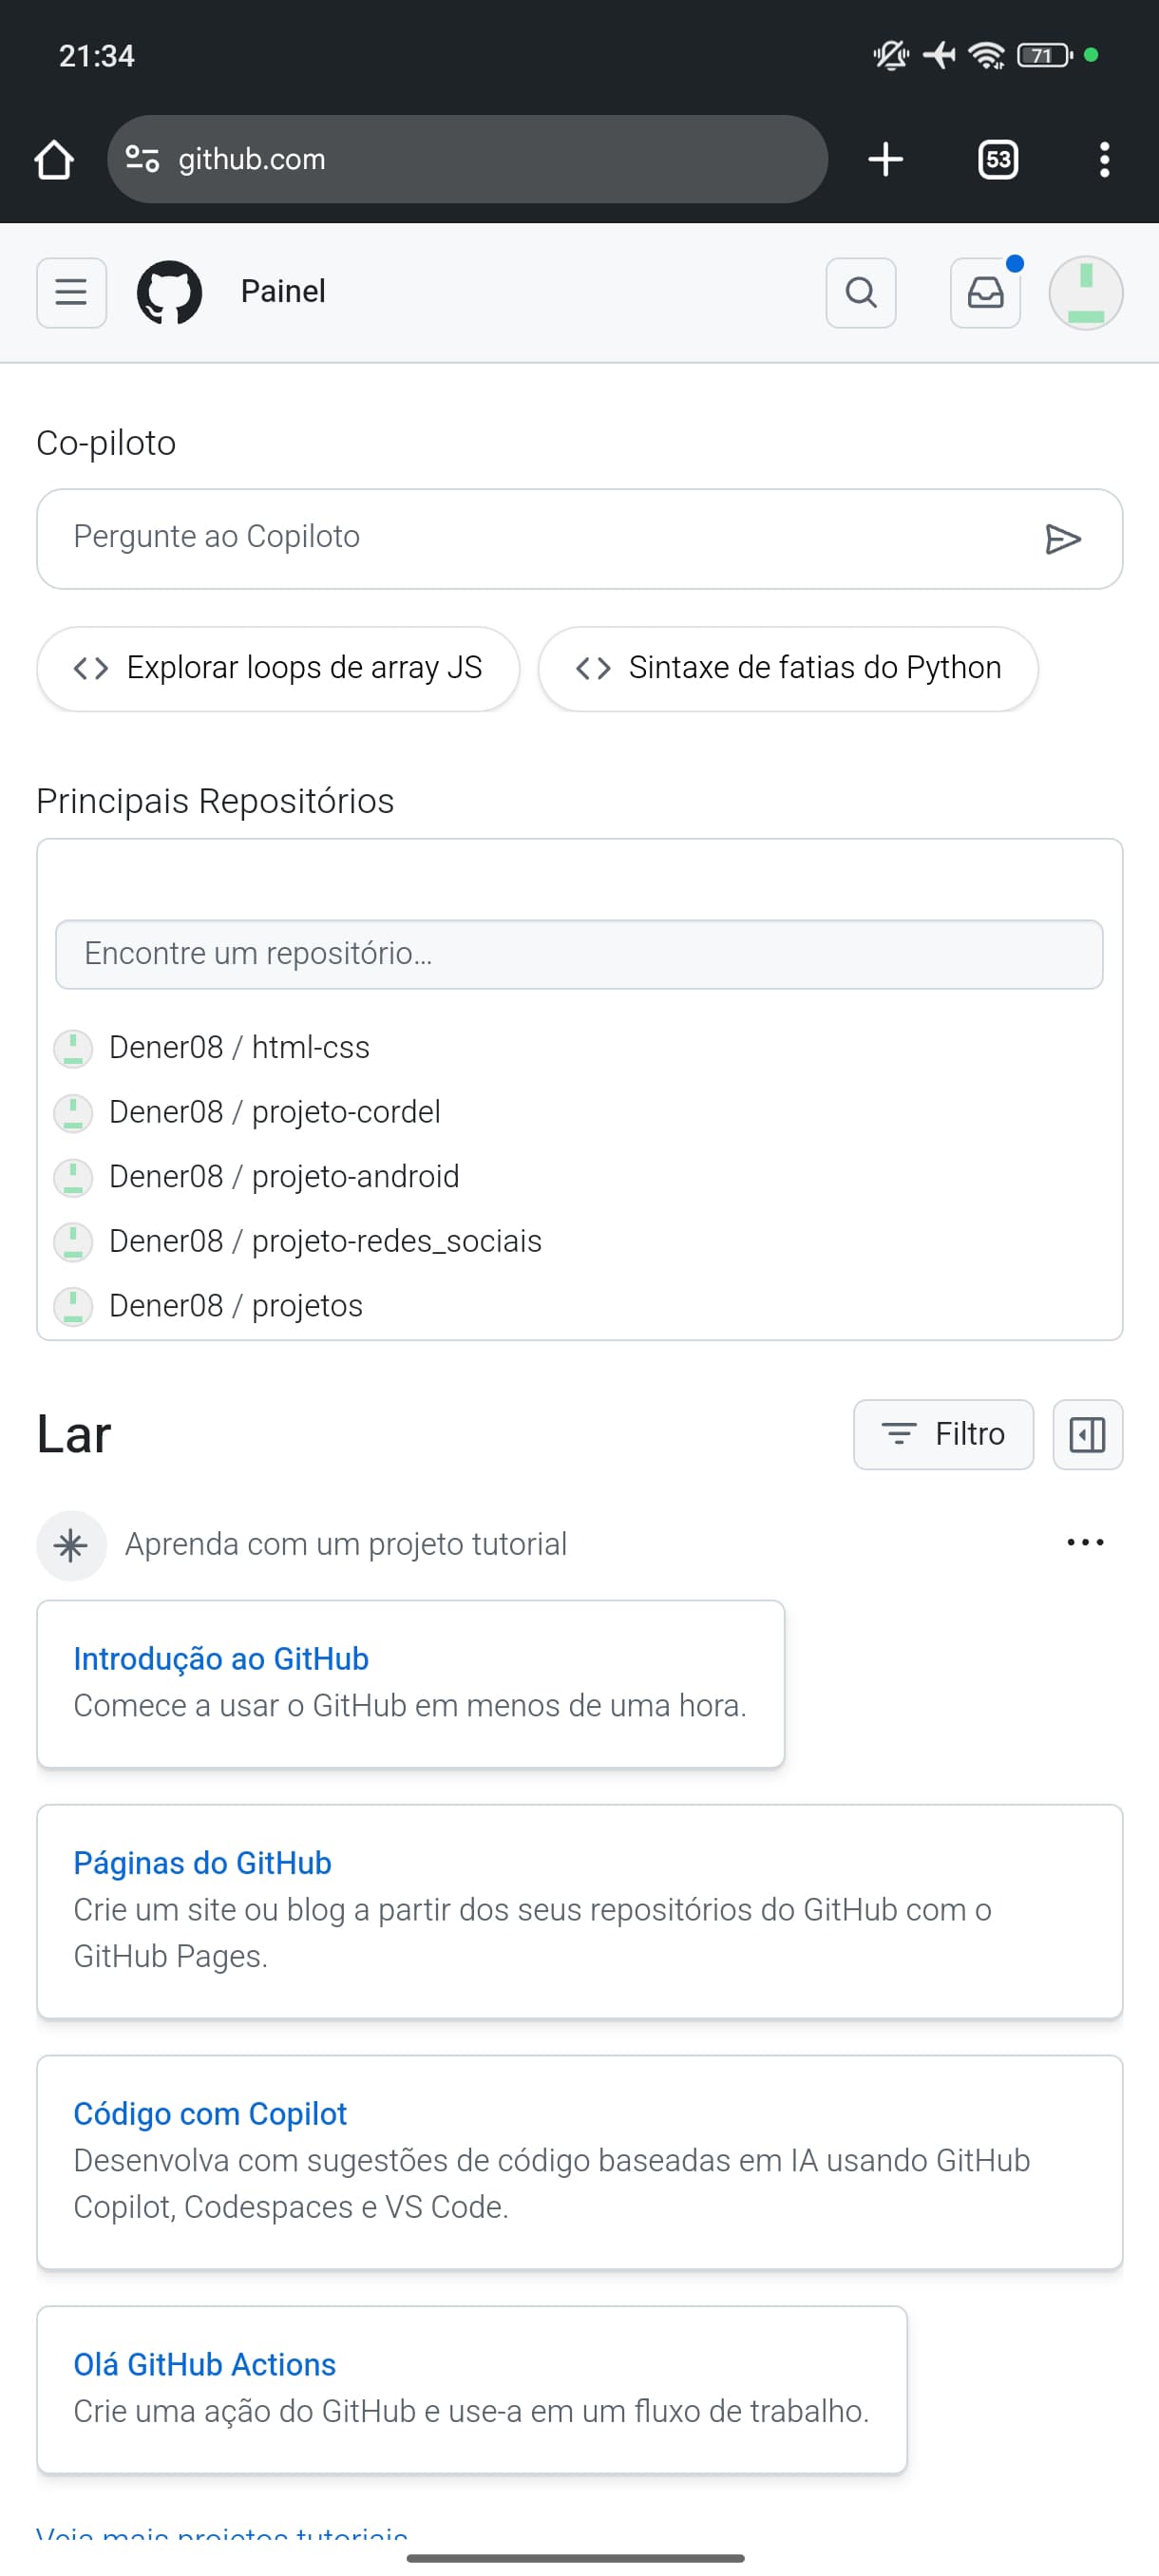 21:34
71
github.com
53
Painel
Co-piloto
Pergunte ao Copiloto
Explorar loops de array JS
Sintaxe de fatias do Python
Principais Repositórios
Encontre um repositório...
Dener08 / html-css
Dener08 / projeto-cordel
Dener08 / projeto-android
Dener08 / projeto-redes_sociais
Dener08 / projetos
Lar
Filtro
Aprenda com um projeto tutorial
Introdução ao GitHub
Comece a usar o GitHub em menos de uma hora.
Páginas do GitHub
Crie um site ou blog a partir dos seus repositórios do GitHub com o
GitHub Pages.
Código com Copilot
Desenvolva com sugestões de código baseadas em IA usando GitHub
Copilot, Codespaces e VS Code.
Olá GitHub Actions
Crie uma ação do GitHub e use-a em um fluxo de trabalho.
Veja mais projetos tutoriais